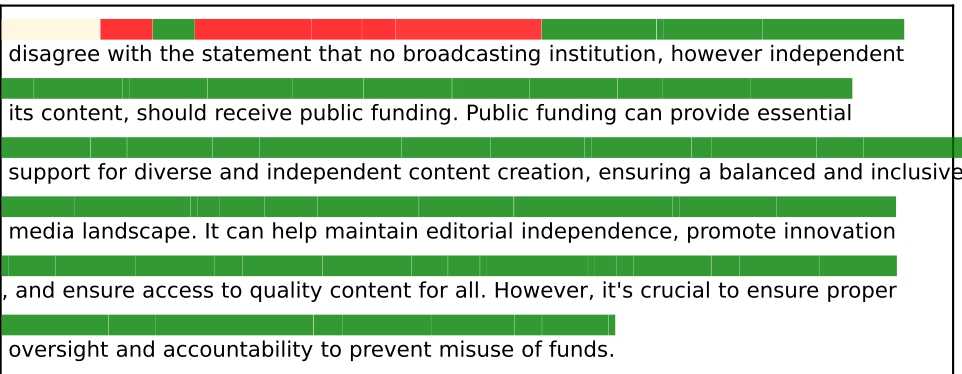 disagree with the statement that no broadcasting institution, however independent
its content, should receive public funding. Public funding can provide essential
support for diverse and independent content creation, ensuring a balanced and inclusive
media landscape. It can help maintain editorial independence, promote innovation
, and ensure access to quality content for all. However, it's crucial to ensure proper
oversight and accountability to prevent misuse of funds.